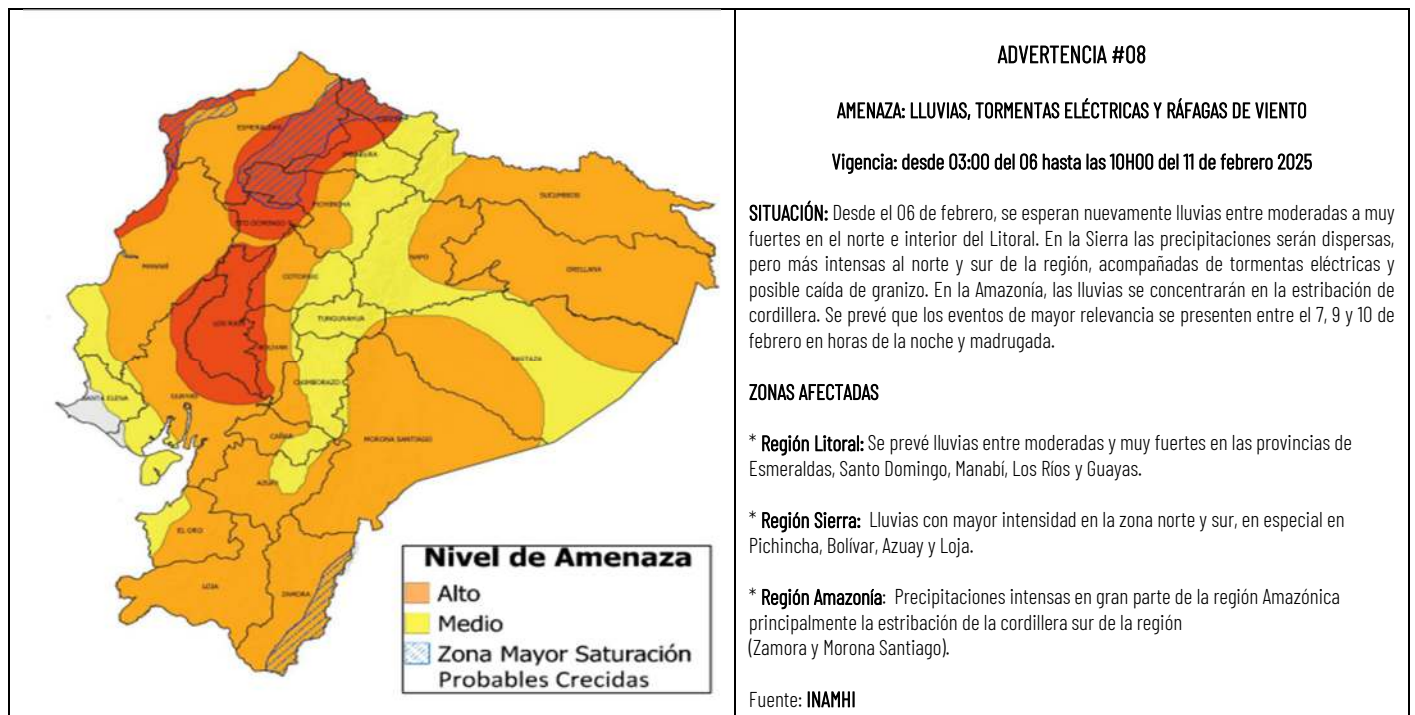 ESMERALDAS
CARCHI
IMBABURA
SUCUMBIOS
PICHINCHA
STO DOMINGO
NAPO
ORELLANA
MANABÍ
COTOPAXI
TUNGURAHUA
LOS RIOS
BOLIVAR
PASTAZA
CHIMBORAZO
SANTA ELENA
GUAYAS
CAÑAR
MORONA SANTIAGO
AZUAY
EL ORO
LOJA
ZAMORA
Nivel de Amenaza
Alto
Medio
Zona Mayor Saturación
Probables Crecidas
ADVERTENCIA #08
AMENAZA: LLUVIAS, TORMENTAS ELÉCTRICAS Y RÁFAGAS DE VIENTO
Vigencia: desde 03:00 del 06 hasta las 10H00 del 11 de febrero 2025
SITUACIÓN: Desde el 06 de febrero, se esperan nuevamente lluvias entre moderadas a muy
fuertes en el norte e interior del Litoral. En la Sierra las precipitaciones serán dispersas,
pero más intensas al norte y sur de la región, acompañadas de tormentas eléctricas y
posible caída de granizo. En la Amazonía, las lluvias se concentrarán en la estribación de
cordillera. Se prevé que los eventos de mayor relevancia se presenten entre el 7, 9 y 10 de
febrero en horas de la noche y madrugada.
ZONAS AFECTADAS
* Región Litoral: Se prevé lluvias entre moderadas y muy fuertes en las provincias de
Esmeraldas, Santo Domingo, Manabí, Los Ríos y Guayas.
* Región Sierra: Lluvias con mayor intensidad en la zona norte y sur, en especial en
Pichincha, Bolívar, Azuay y Loja.
* Región Amazonía: Precipitaciones intensas en gran parte de la región Amazónica
principalmente la estribación de la cordillera sur de la región
(Zamora y Morona Santiago).
Fuente: INAMHI